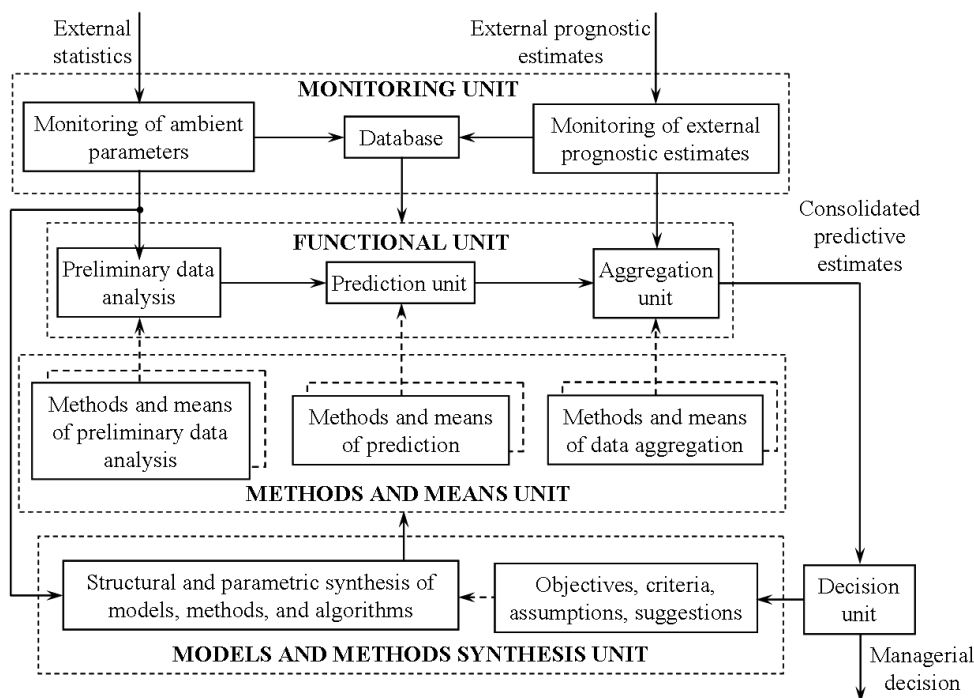 External
statistics
External prognostic
estimates
MONITORING UNIT
Monitoring of ambient
parameters
Database
Monitoring of external
prognostic estimates
Consolidated
predictive
estimates
FUNCTIONAL UNIT
Preliminary data
analysis
Prediction unit
Aggregation
unit
Methods and means
of preliminary data
analysis
Methods and means
of prediction
Methods and means
of data aggregation
METHODS AND MEANS UNIT
Structural and parametric synthesis of
models, methods, and algorithms
Objectives, criteria,
assumptions, suggestions
Decision
unit
MODELS AND METHODS SYNTHESIS UNIT
Managerial
decision